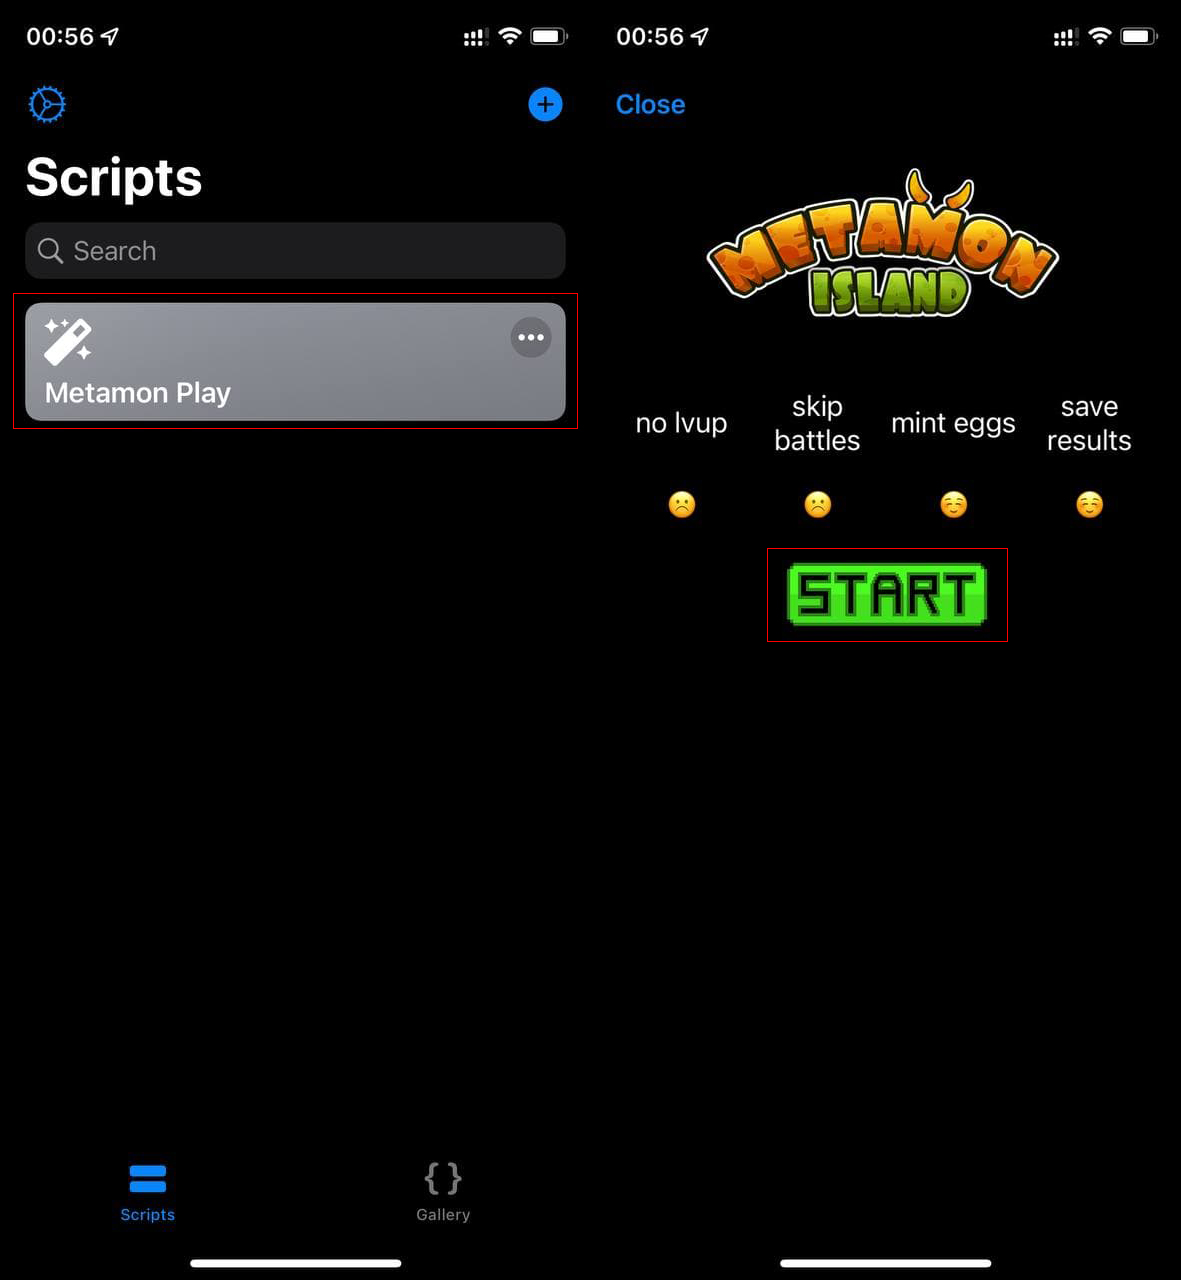 00:56
Scripts
Search
Metamon Play
Scripts
Gallery
00:56
Close
METAMON
ISLAND
no lvup
skip
battles
mint eggs
save
results
START